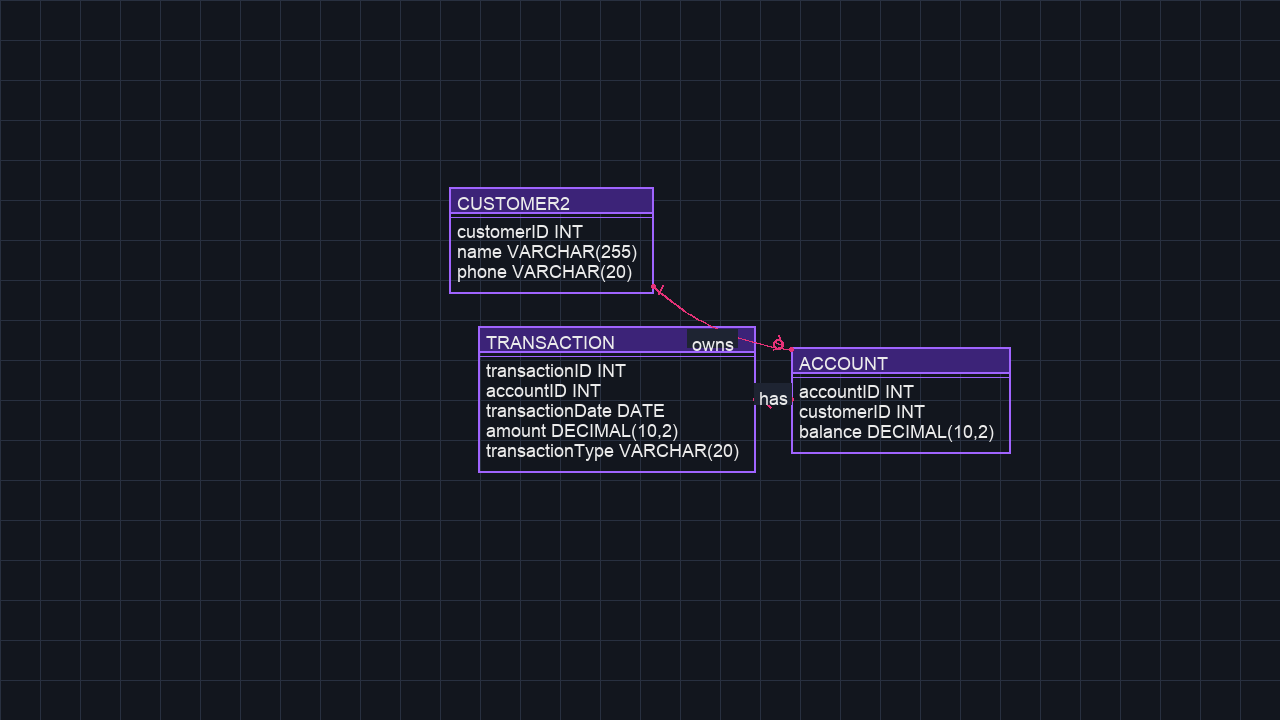 CUSTOMER2
customerID INT
name VARCHAR(255)
phone VARCHAR(20)
TRANSACTION
transactionID INT
accountID INT
transactionDate DATE
amount DECIMAL(10,2)
transactionType VARCHAR(20)
owns
has
ACCOUNT
accountID INT
customerID INT
balance DECIMAL(10,2)